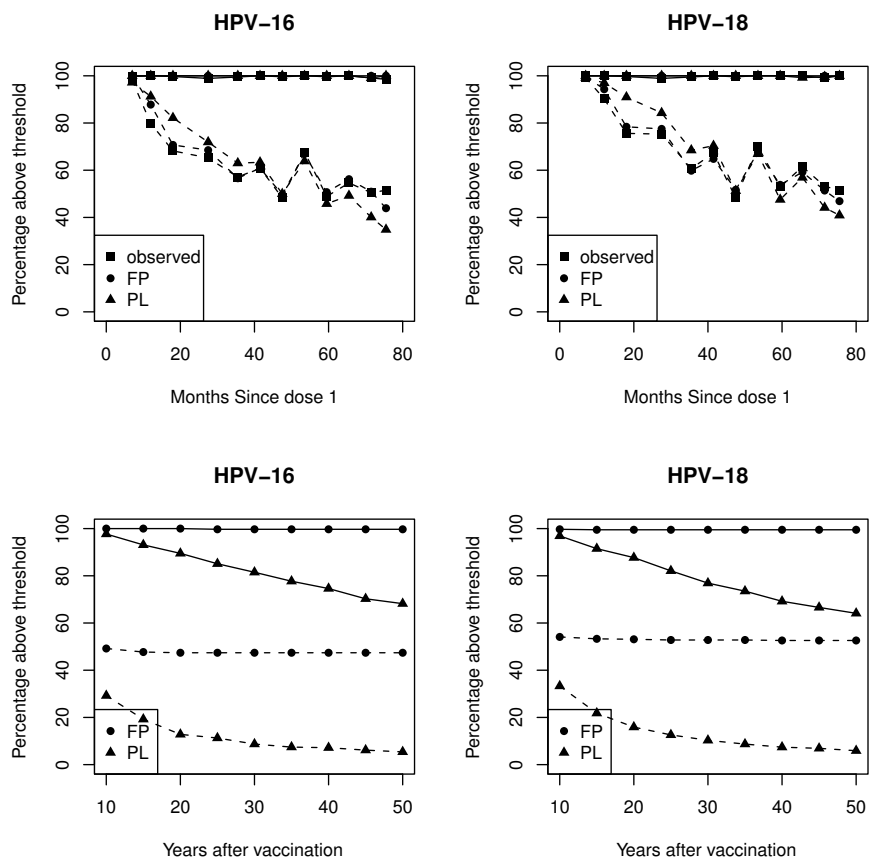 HPV−16
Percentage above threshold
0 20 40 60 80 100
observed
FP
PL
0 20 40 60 80
Months Since dose 1
HPV−18
Percentage above threshold
0 20 40 60 80 100
observed
FP
PL
0 20 40 60 80
Months Since dose 1
HPV−16
Percentage above threshold
0 20 40 60 80 100
FP
PL
10 20 30 40 50
Years after vaccination
HPV−18
Percentage above threshold
0 20 40 60 80 100
FP
PL
10 20 30 40 50
Years after vaccination